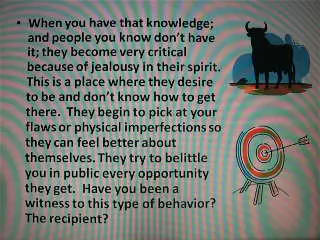 • When you have that knowledge;
and people you know don't have
it; they become very critical
because of jealousy in their spirit.
This is a place where they desire
to be and don't know how to get
there. They begin to pick at your
flaws or physical imperfections so
they can feel better about
themselves. They try to belittle
you in public every opportunity
they get. Have you been a
witness to this type of behavior?
The recipient?